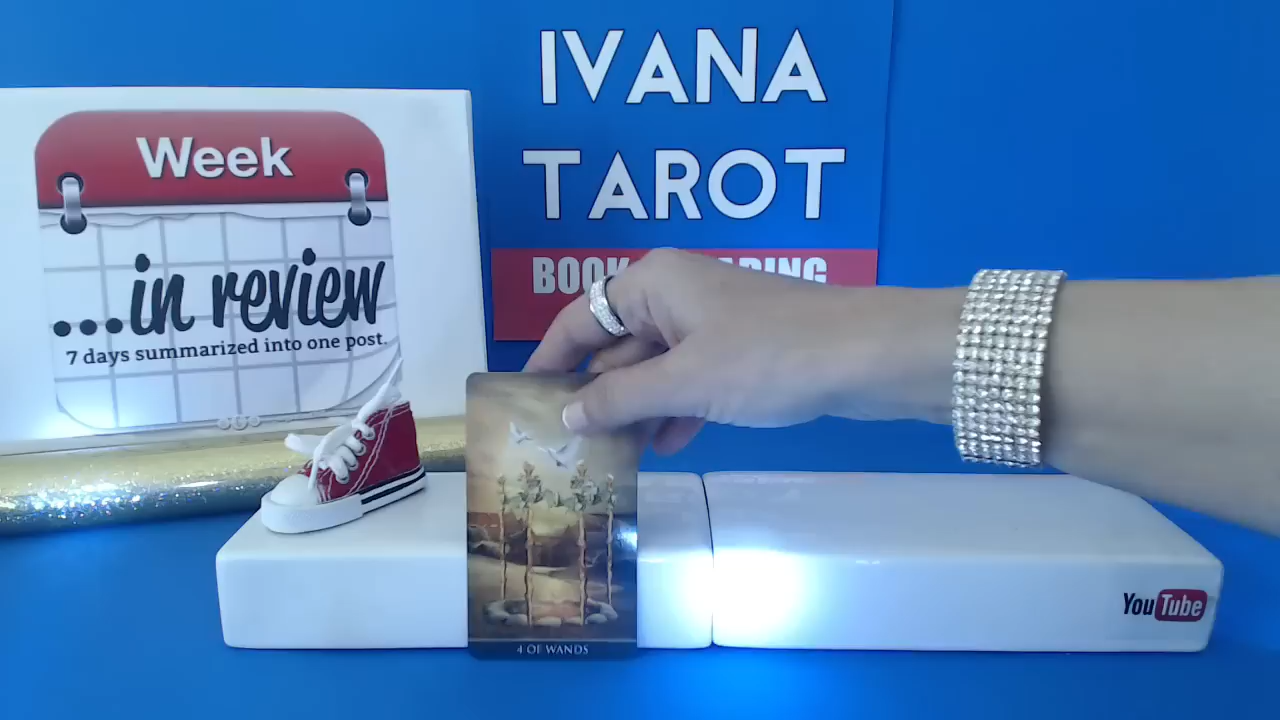 Week
...in review
7 days summarized into one post.
IVANA
TAROT
4 OF WANDS
YouTube